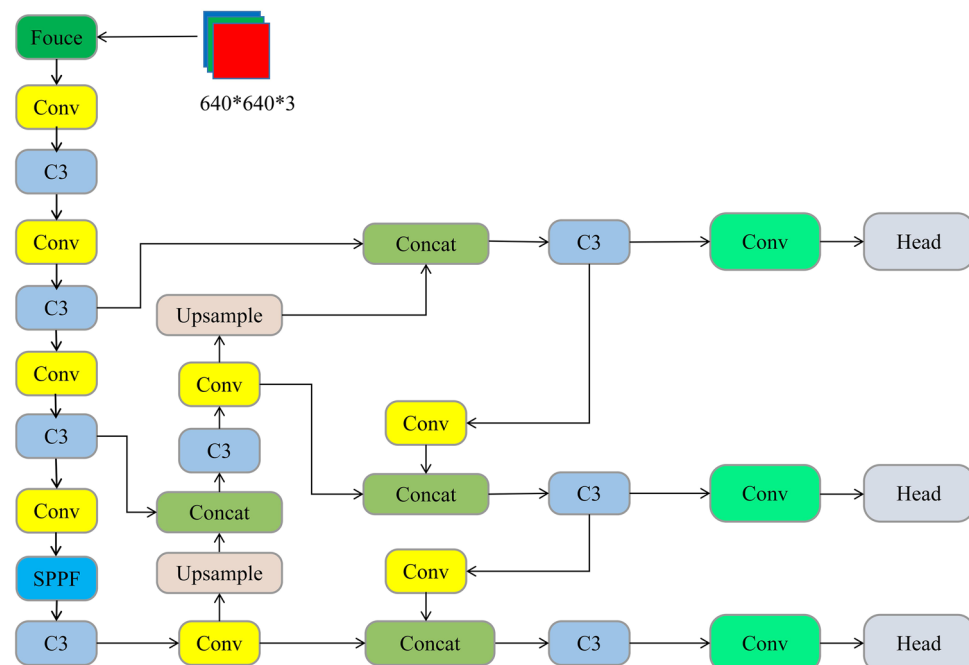 Fouce
640*640*3
Conv
C3
Conv
Concat
C3
Conv
Head
C3
Upsample
Conv
Conv
Conv
C3
C3
Concat
C3
Conv
Head
Conv
Concat
SPPF
Upsample
Conv
C3
Conv
Concat
C3
Conv
Head